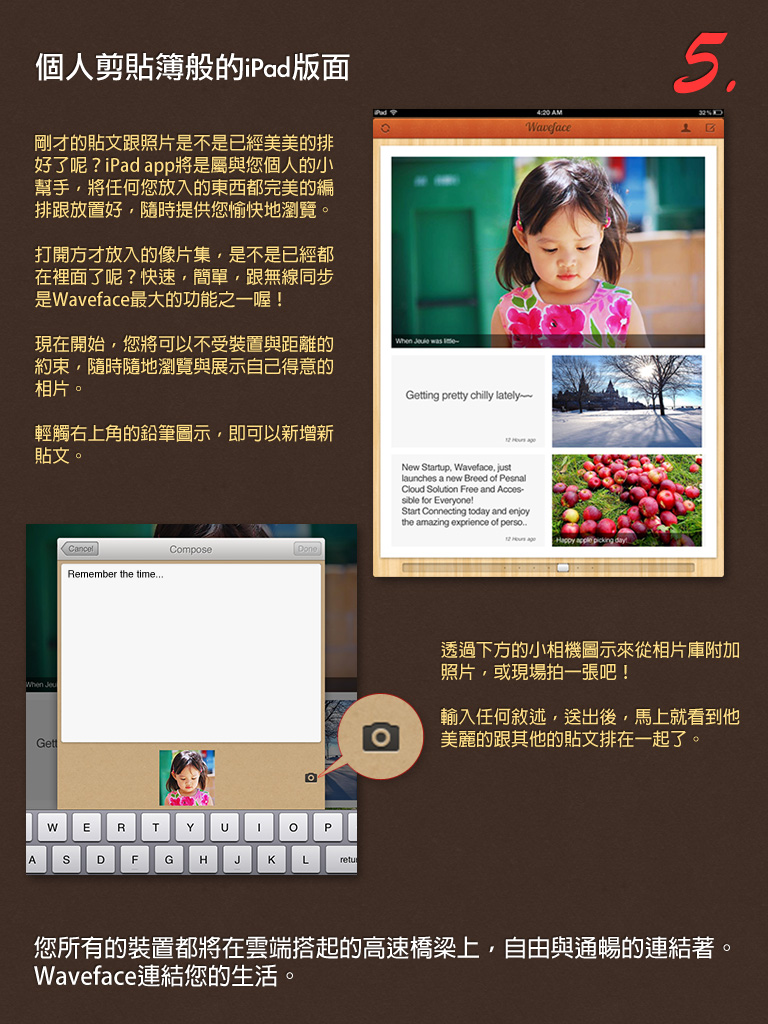 個人剪貼簿般的iPad版面
5.
剛才的貼文跟照片是不是已經美美的排
好了呢？iPad app將是屬與您個人的小
幫手，將任何您放入的東西都完美的編
排跟放置好，隨時提供您愉快地瀏覽。
打開方才放入的像片集，是不是已經都
在裡面了呢？快速，簡單，跟無線同步
是Waveface最大的功能之一喔！
現在開始，您將可以不受裝置與距離的
約束，隨時隨地瀏覽與展示自己得意的
相片。
輕觸右上角的鉛筆圖示，即可以新增新
貼文。
iPad
4:20 AM
32%
Waveface
When Jeuie was little~
Getting pretty chilly lately~~
12 Hours ago
New Startup, Waveface, just
launches a new Breed of Pesnal
Cloud Solution Free and Acces-
sible for Everyone!
Start Connecting today and enjoy
the amazing exprience of perso..
12 Hours ago
Happy apple picking day!
Cancel
Compose
Done
Remember the time...
When Jeu
Gett
W E R T Y U I O P
A S D F G H J K L retu
透過下方的小相機圖示來從相片庫附加
照片，或現場拍一張吧！
輸入任何敘述，送出後，馬上就看到他
美麗的跟其他的貼文排在一起了。
您所有的裝置都將在雲端搭起的高速橋梁上，自由與通暢的連結著。
Waveface連結您的生活。